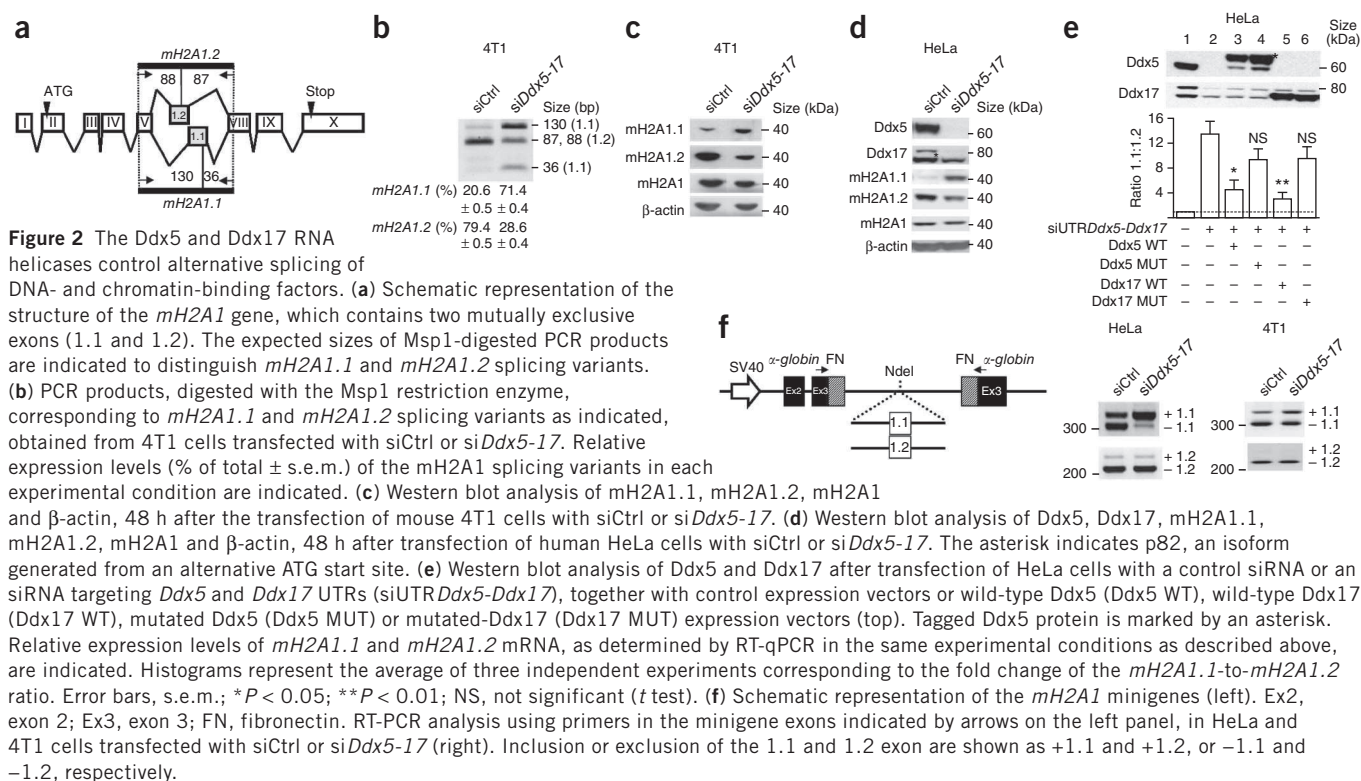 a
mH2A1.2
88 87
ATG
Stop
I II III IV V 1.2 1.1 VIII IX X
130 36
mH2A1.1
b
4T1
siCtrl siDdx5-17
Size (bp)
130 (1.1)
87, 88 (1.2)
36 (1.1)
mH2A1.1 (%) 20.6 71.4
± 0.5 ± 0.4
mH2A1.2 (%) 79.4 28.6
± 0.5 ± 0.4
c
4T1
siCtrl siDdx5-17
Size (kDa)
mH2A1.1 40
mH2A1.2 40
mH2A1 40
β-actin 40
d
HeLa
siCtrl siDdx5-17
Size (kDa)
Ddx5 60
Ddx17 * 80
mH2A1.1 40
mH2A1.2 40
mH2A1 40
β-actin 40
e
HeLa
Size (kDa)
1 2 3 4 5 6
Ddx5 * 60
Ddx17 80
Ratio 1.1:1.2
16
12
8
4
* NS ** NS
siUTRDdx5-Ddx17 – + + + + +
Ddx5 WT – – + – – –
Ddx5 MUT – – – + – –
Ddx17 WT – – – – + –
Ddx17 MUT – – – – – +
f
SV40 α-globin FN NdeI FN α-globin
Ex2 Ex3 Ex3
1.1
1.2
HeLa
siCtrl siDdx5-17
300 + 1.1
– 1.1
+ 1.2
200 – 1.2
4T1
siCtrl siDdx5-17
300 + 1.1
– 1.1
+ 1.2
200 – 1.2
Figure 2 The Ddx5 and Ddx17 RNA
helicases control alternative splicing of
DNA- and chromatin-binding factors. (a) Schematic representation of the
structure of the mH2A1 gene, which contains two mutually exclusive
exons (1.1 and 1.2). The expected sizes of Msp1-digested PCR products
are indicated to distinguish mH2A1.1 and mH2A1.2 splicing variants.
(b) PCR products, digested with the Msp1 restriction enzyme,
corresponding to mH2A1.1 and mH2A1.2 splicing variants as indicated,
obtained from 4T1 cells transfected with siCtrl or siDdx5-17. Relative
expression levels (% of total ± s.e.m.) of the mH2A1 splicing variants in each
experimental condition are indicated. (c) Western blot analysis of mH2A1.1, mH2A1.2, mH2A1
and β-actin, 48 h after the transfection of mouse 4T1 cells with siCtrl or siDdx5-17. (d) Western blot analysis of Ddx5, Ddx17, mH2A1.1,
mH2A1.2, mH2A1 and β-actin, 48 h after transfection of human HeLa cells with siCtrl or siDdx5-17. The asterisk indicates p82, an isoform
generated from an alternative ATG start site. (e) Western blot analysis of Ddx5 and Ddx17 after transfection of HeLa cells with a control siRNA or an
siRNA targeting Ddx5 and Ddx17 UTRs (siUTRDdx5-Ddx17), together with control expression vectors or wild-type Ddx5 (Ddx5 WT), wild-type Ddx17
(Ddx17 WT), mutated Ddx5 (Ddx5 MUT) or mutated-Ddx17 (Ddx17 MUT) expression vectors (top). Tagged Ddx5 protein is marked by an asterisk.
Relative expression levels of mH2A1.1 and mH2A1.2 mRNA, as determined by RT-qPCR in the same experimental conditions as described above,
are indicated. Histograms represent the average of three independent experiments corresponding to the fold change of the mH2A1.1-to-mH2A1.2
ratio. Error bars, s.e.m.; *P < 0.05; **P < 0.01; NS, not significant (t test). (f) Schematic representation of the mH2A1 minigenes (left). Ex2,
exon 2; Ex3, exon 3; FN, fibronectin. RT-PCR analysis using primers in the minigene exons indicated by arrows on the left panel, in HeLa and
4T1 cells transfected with siCtrl or siDdx5-17 (right). Inclusion or exclusion of the 1.1 and 1.2 exon are shown as +1.1 and +1.2, or –1.1 and
–1.2, respectively.